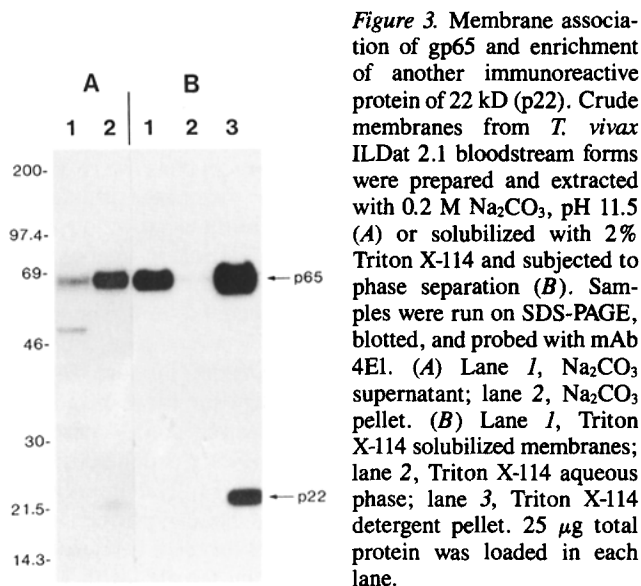 A B
1 2 1 2 3
200-
97.4-
69-
←p65
46-
30-
21.5-
←p22
14.3-
Figure 3. Membrane associa-
tion of gp65 and enrichment
of another immunoreactive
protein of 22 kD (p22). Crude
membranes from T. vivax
ILDat 2.1 bloodstream forms
were prepared and extracted
with 0.2 M Na₂CO₃, pH 11.5
(A) or solubilized with 2%
Triton X-114 and subjected to
phase separation (B). Sam-
ples were run on SDS-PAGE,
blotted, and probed with mAb
4E1. (A) Lane 1, Na₂CO₃
supernatant; lane 2, Na₂CO₃
pellet. (B) Lane 1, Triton
X-114 solubilized membranes;
lane 2, Triton X-114 aqueous
phase; lane 3, Triton X-114
detergent pellet. 25 μg total
protein was loaded in each
lane.